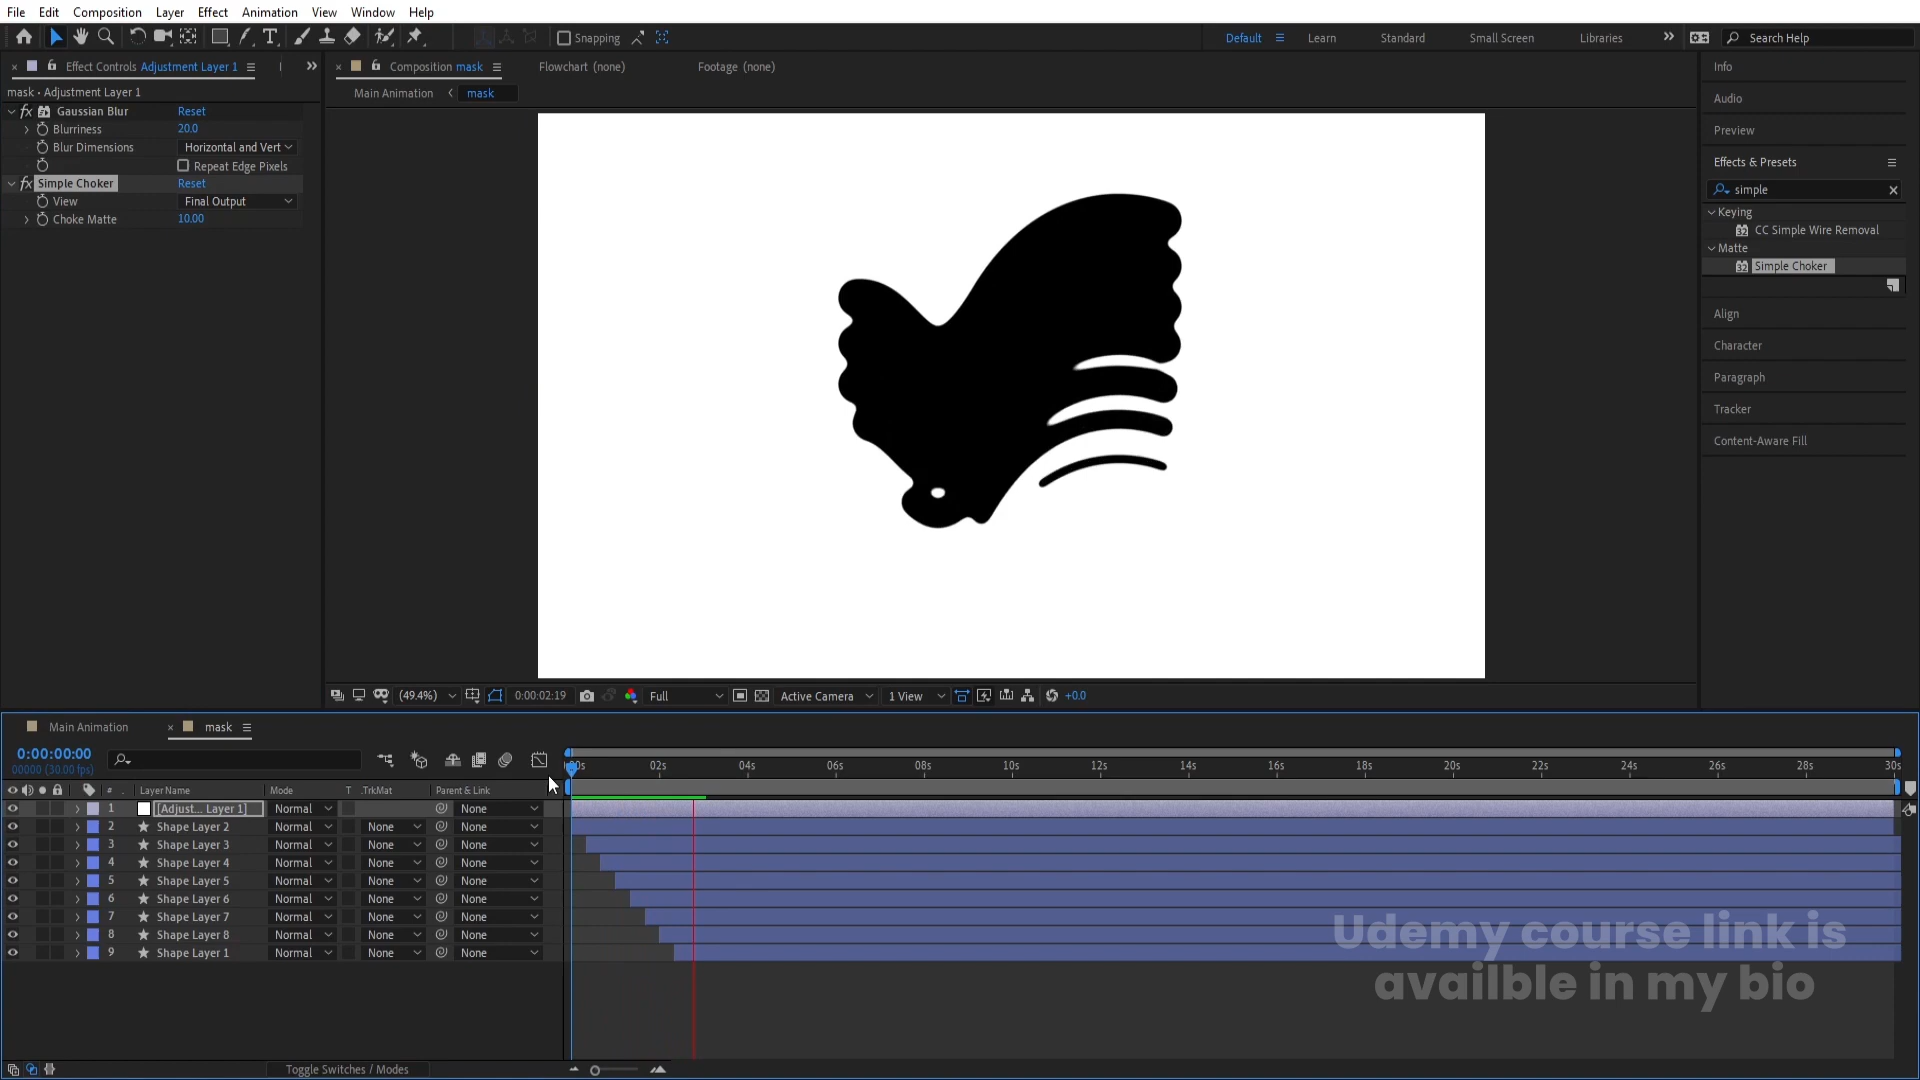 File Edit Composition Layer Effect Animation View Window Help
Snapping Default Learn Standard Small Screen Libraries Search Help
Effect Controls Adjustment Layer 1
mask • Adjustment Layer 1
fx Gaussian Blur Reset
Blurriness 20.0
Blur Dimensions Horizontal and Vert
Repeat Edge Pixels
fx Simple Choker Reset
View Final Output
Choke Matte 10.00
Composition mask Flowchart (none) Footage (none)
Main Animation mask
(49.4%) 0:00:02:19 Full Active Camera 1 View +0.0
Info
Audio
Preview
Effects & Presets
simple
Keying
32 CC Simple Wire Removal
Matte
32 Simple Choker
Align
Character
Paragraph
Tracker
Content-Aware Fill
Main Animation mask
0:00:00:00
00000 (30.00 fps)
02s 04s 06s 08s 10s 12s 14s 16s 18s 20s 22s 24s 26s 28s 30s
# Layer Name Mode T .TrkMat Parent & Link
1 [Adjust... Layer 1] Normal None
2 Shape Layer 2 Normal None None
3 Shape Layer 3 Normal None None
4 Shape Layer 4 Normal None None
5 Shape Layer 5 Normal None None
6 Shape Layer 6 Normal None None
7 Shape Layer 7 Normal None None
8 Shape Layer 8 Normal None None
9 Shape Layer 1 Normal None None
Udemy course link is
availble in my bio
Toggle Switches / Modes